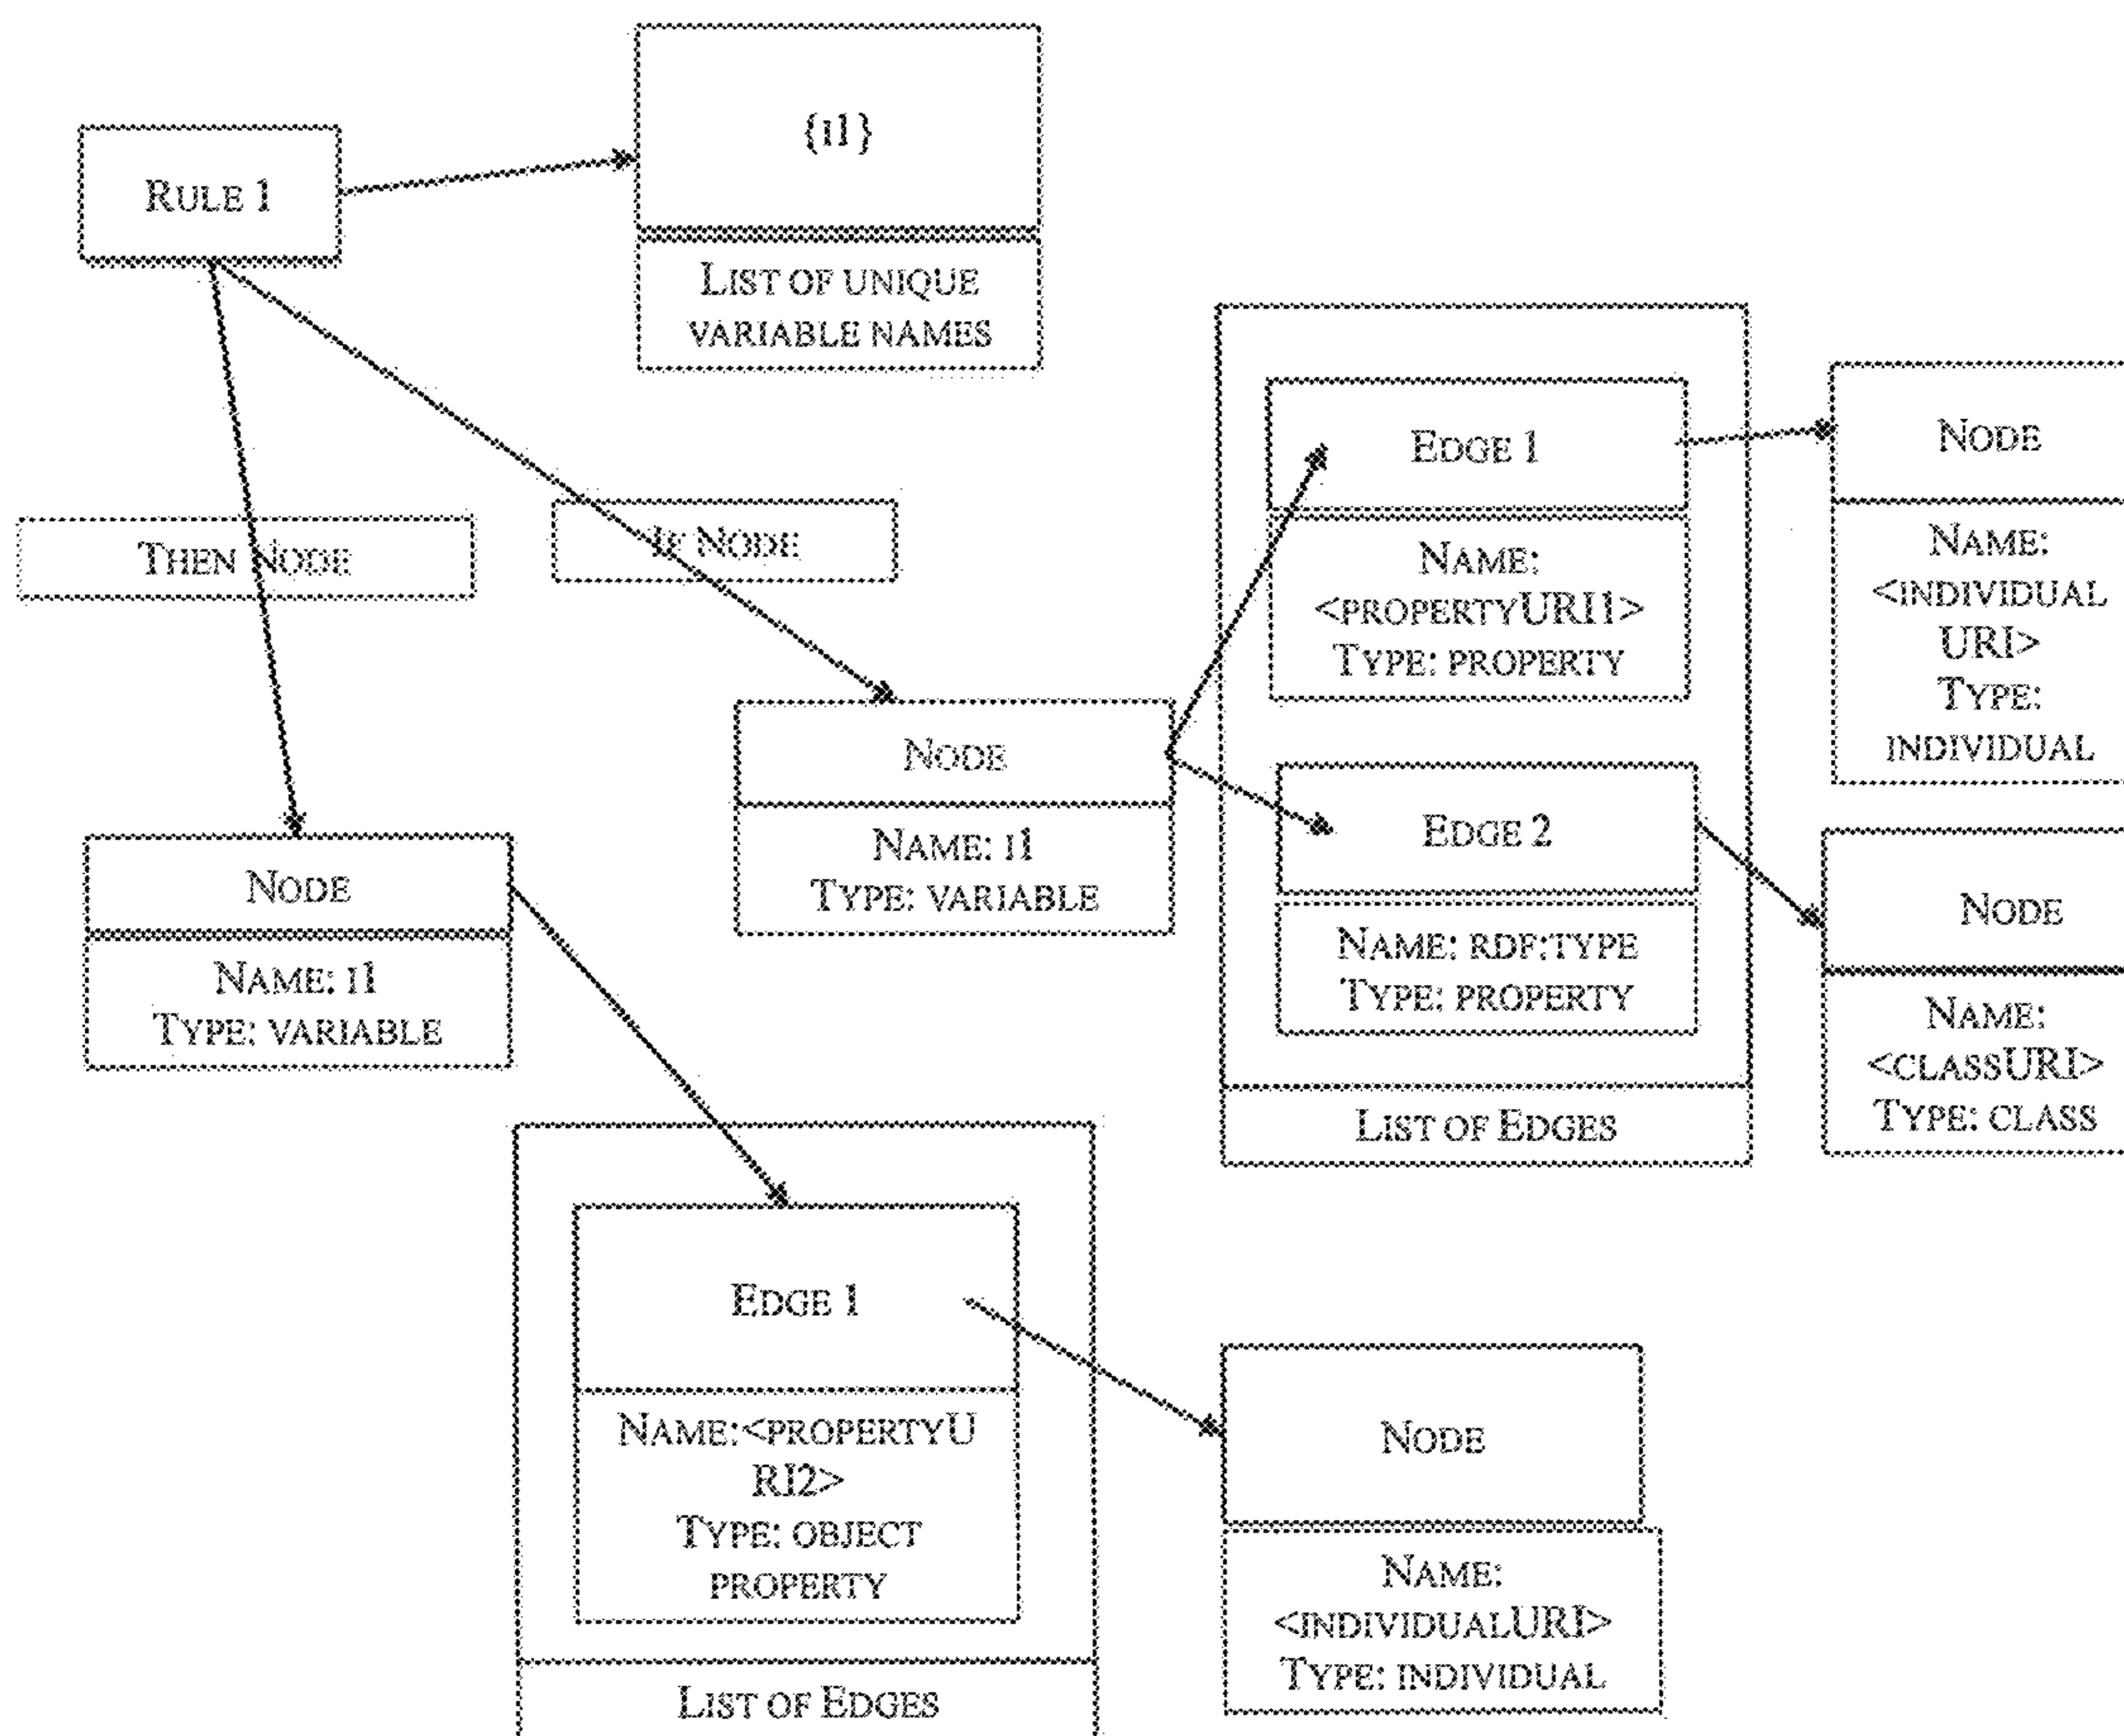 {I1}
RULE 1
LIST OF UNIQUE
VARIABLE NAMES
THEN NODE
IF NODE
EDGE 1
NAME:
<PROPERTYURI1>
TYPE: PROPERTY
NODE
NAME:
<INDIVIDUAL
URI>
TYPE:
INDIVIDUAL
NODE
NAME: I1
TYPE: VARIABLE
EDGE 2
NAME: RDF:TYPE
TYPE: PROPERTY
LIST OF EDGES
NODE
NAME:
<CLASSURI>
TYPE: CLASS
NODE
NAME: I1
TYPE: VARIABLE
EDGE 1
NAME:<PROPERTYU
RI2>
TYPE: OBJECT
PROPERTY
LIST OF EDGES
NODE
NAME:
<INDIVIDUALURI>
TYPE: INDIVIDUAL